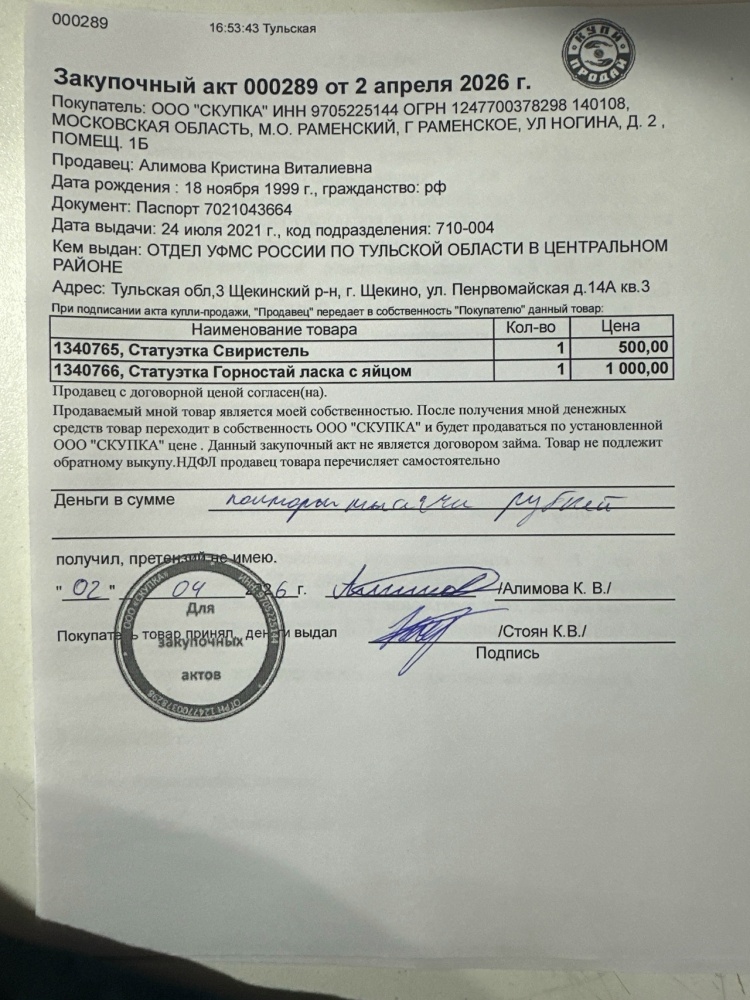 000289
16:53:43 Тульская
КУПИ
ПРОДАЙ
Закупочный акт 000289 от 2 апреля 2026 г.
Покупатель: ООО "СКУПКА" ИНН 9705225144 ОГРН 1247700378298 140108,
МОСКОВСКАЯ ОБЛАСТЬ, М.О. РАМЕНСКИЙ, Г РАМЕНСКОЕ, УЛ НОГИНА, Д. 2 ,
ПОМЕЩ. 1Б
Продавец: Алимова Кристина Виталиевна
Дата рождения : 18 ноября 1999 г., гражданство: рф
Документ: Паспорт 7021043664
Дата выдачи: 24 июля 2021 г., код подразделения: 710-004
Кем выдан: ОТДЕЛ УФМС РОССИИ ПО ТУЛЬСКОЙ ОБЛАСТИ В ЦЕНТРАЛЬНОМ
РАЙОНЕ
Адрес: Тульская обл,3 Щекинский р-н, г. Щекино, ул. Пенрвомайская д.14А кв.3
При подписании акта купли-продажи, "Продавец" передает в собственность "Покупателю" данный товар:
Наименование товара Кол-во Цена
1340765, Статуэтка Свиристель 1 500,00
1340766, Статуэтка Горностай ласка с яйцом 1 1 000,00
Продавец с договорной ценой согласен(на).
Продаваемый мной товар является моей собственностью. После получения мной денежных
средств товар переходит в собственность ООО "СКУПКА" и будет продаваться по установленной
ООО "СКУПКА" цене . Данный закупочный акт не является договором займа. Товар не подлежит
обратному выкупу.НДФЛ продавец товара перечисляет самостоятельно
Деньги в сумме полторы тысячи рублей
получил, претензий не имею.
" 02 " 04 2026 г. /Алимова К. В./
Покупатель товар принял, деньги выдал /Стоян К.В./
Подпись
ООО «СКУПКА» ИНН 9705225144
Для
закупочных
актов
ОГРН 1247700378298